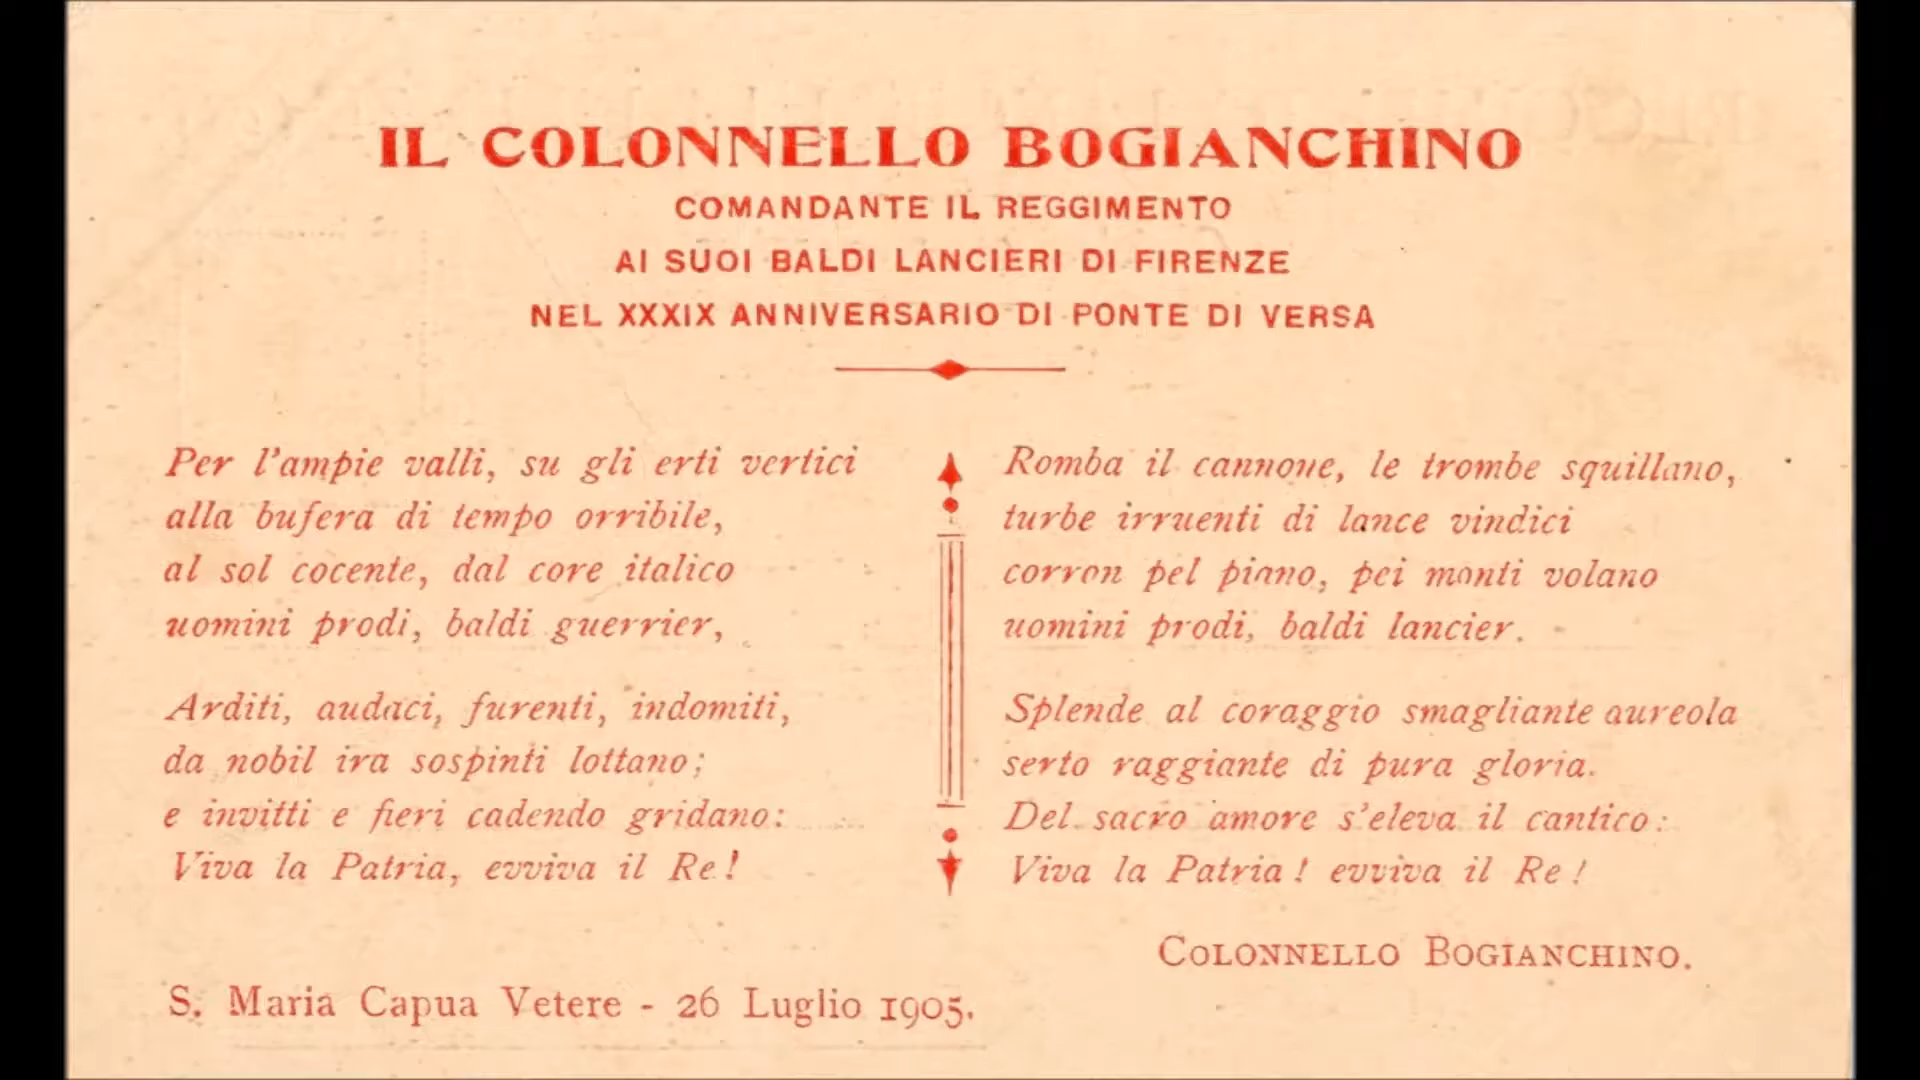 IL COLONNELLO BOGIANCHINO
COMANDANTE IL REGGIMENTO
AI SUOI BALDI LANCIERI DI FIRENZE
NEL XXXIX ANNIVERSARIO DI PONTE DI VERSA
Per l'ampie valli, su gli erti vertici
alla bufera di tempo orribile,
al sol cocente, dal core italico
uomini prodi, baldi guerrier,
Arditi, audaci, furenti, indomiti,
da nobil ira sospinti lottano;
e invitti e fieri cadendo gridano:
Viva la Patria, evviva il Re!
Romba il cannone, le trombe squillano,
turbe irruenti di lance vindici
corron pel piano, pei monti volano
uomini prodi, baldi lancier.
Splende al coraggio smagliante aureola
serto raggiante di pura gloria.
Del sacro amore s'eleva il cantico:
Viva la Patria! evviva il Re!
COLONNELLO BOGIANCHINO.
S. Maria Capua Vetere - 26 Luglio 1905.